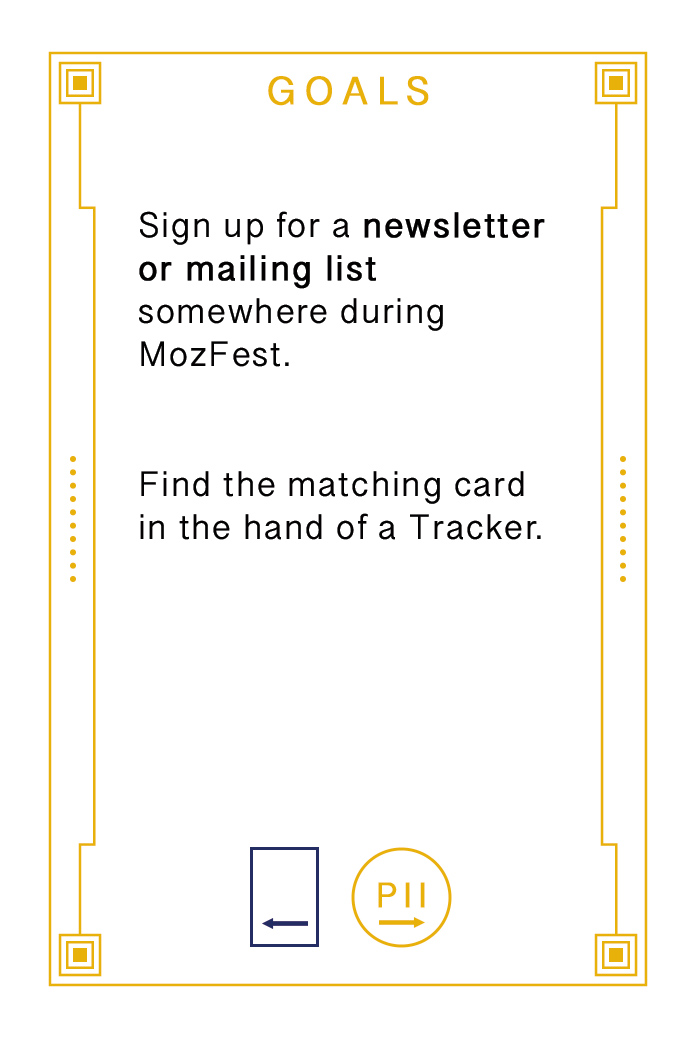 GOALS
Sign up for a newsletter
or mailing list
somewhere during
MozFest.
Find the matching card
in the hand of a Tracker.
PII